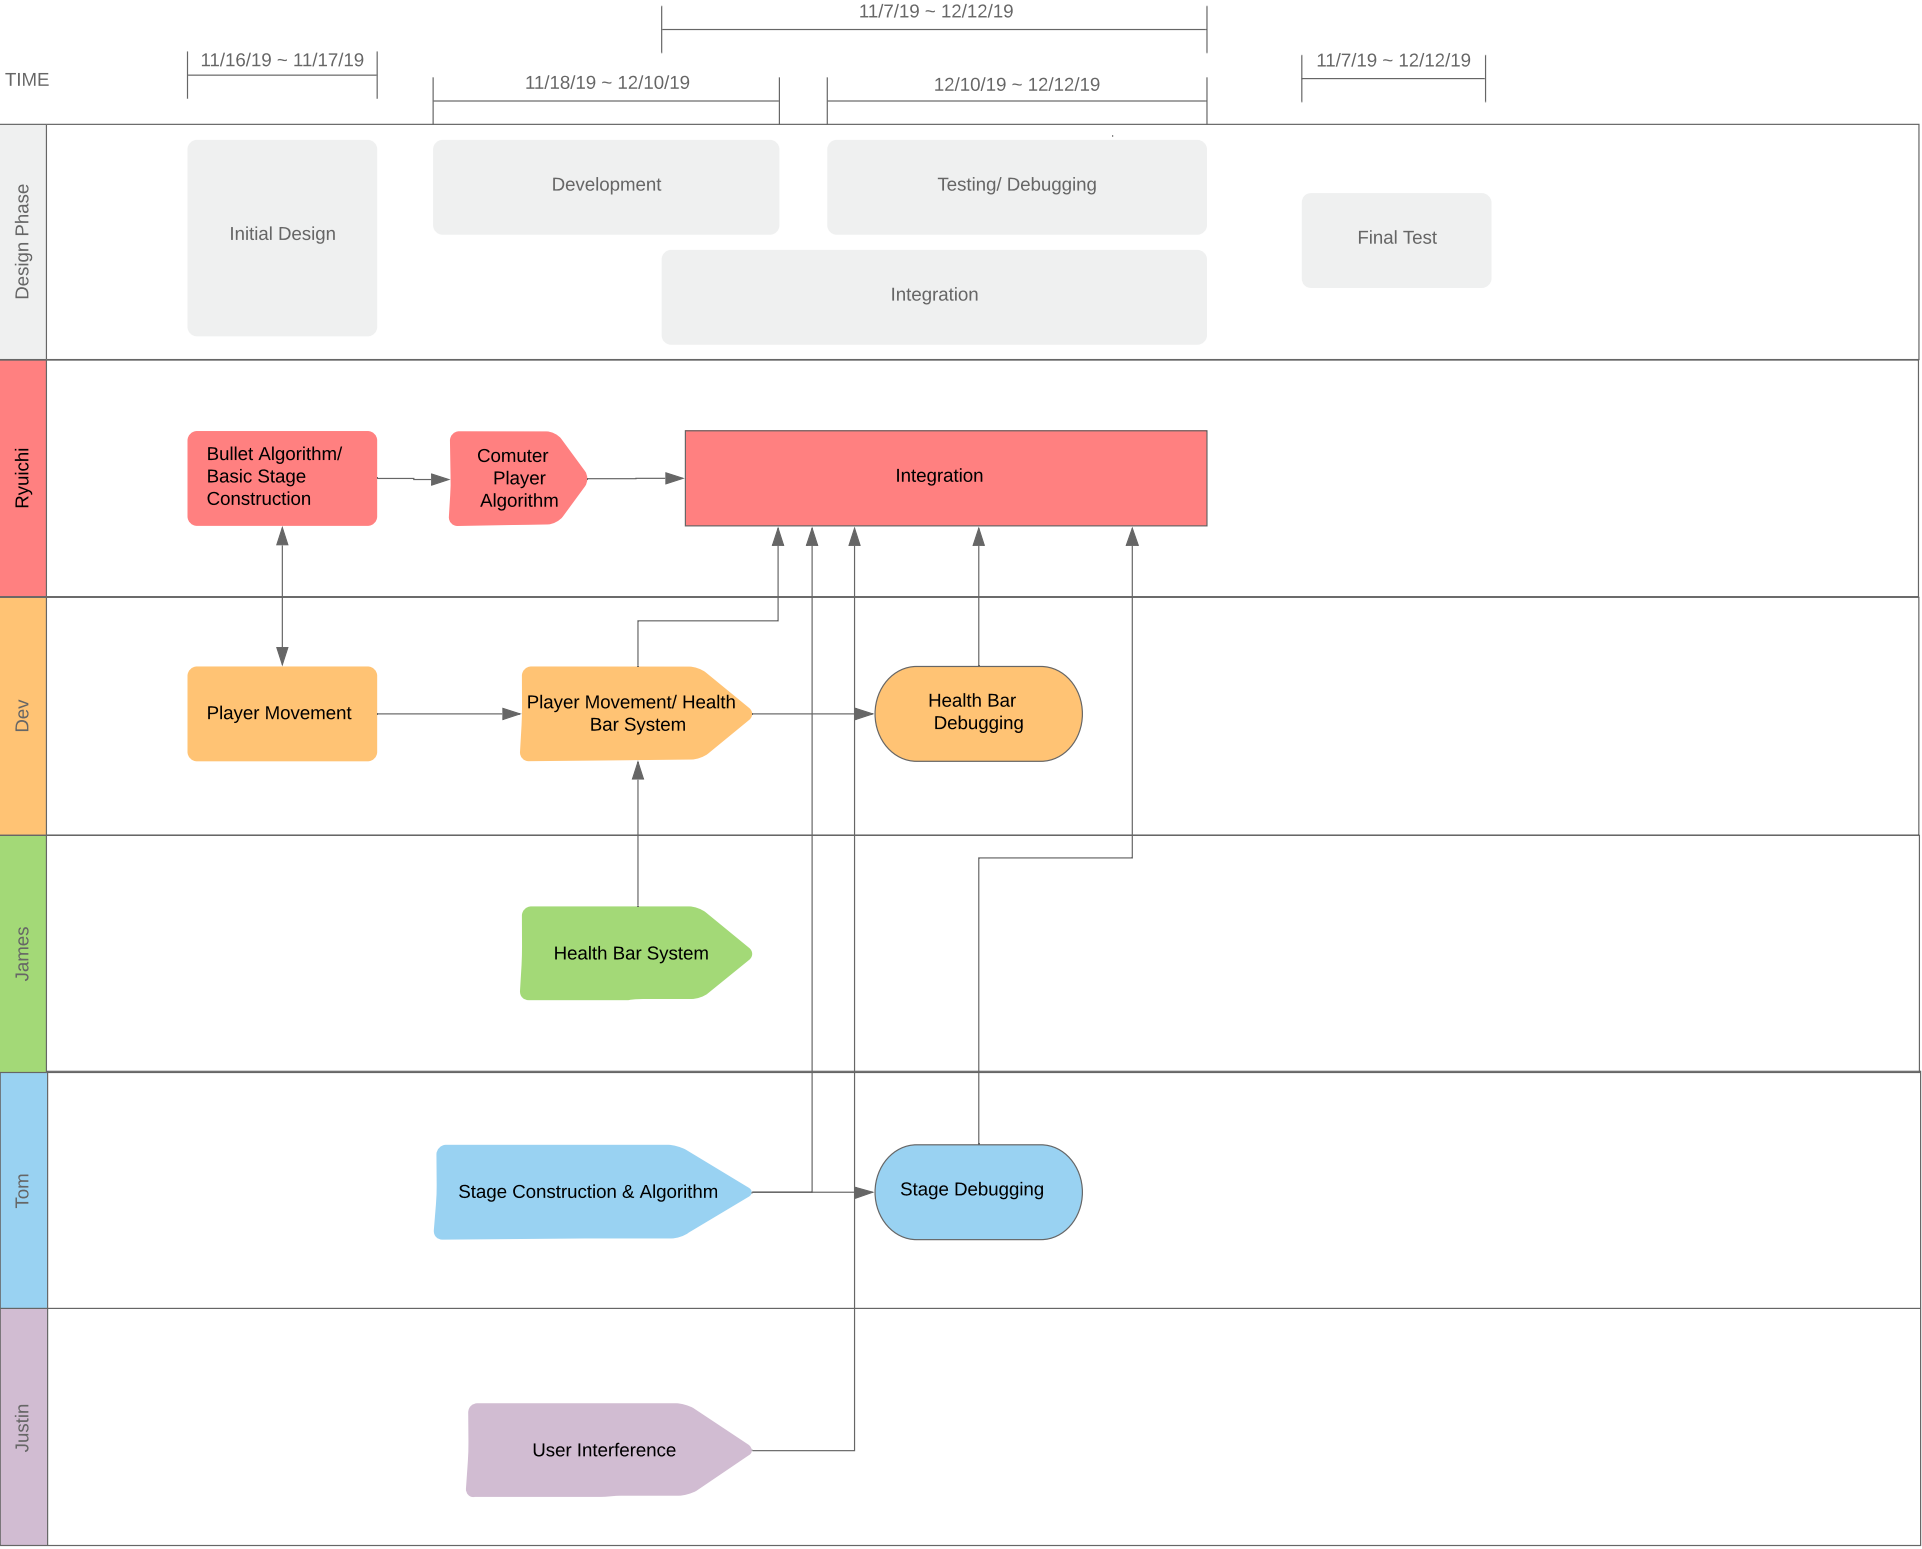 11/7/19 ~ 12/12/19
TIME
11/16/19 ~ 11/17/19
11/18/19 ~ 12/10/19
12/10/19 ~ 12/12/19
11/7/19 ~ 12/12/19
Design Phase
Initial Design
Development
Testing/ Debugging
Integration
Final Test
Ryuichi
Bullet Algorithm/
Basic Stage
Construction
Comuter
Player
Algorithm
Integration
Dev
Player Movement
Player Movement/ Health
Bar System
Health Bar
Debugging
James
Health Bar System
Tom
Stage Construction & Algorithm
Stage Debugging
Justin
User Interference